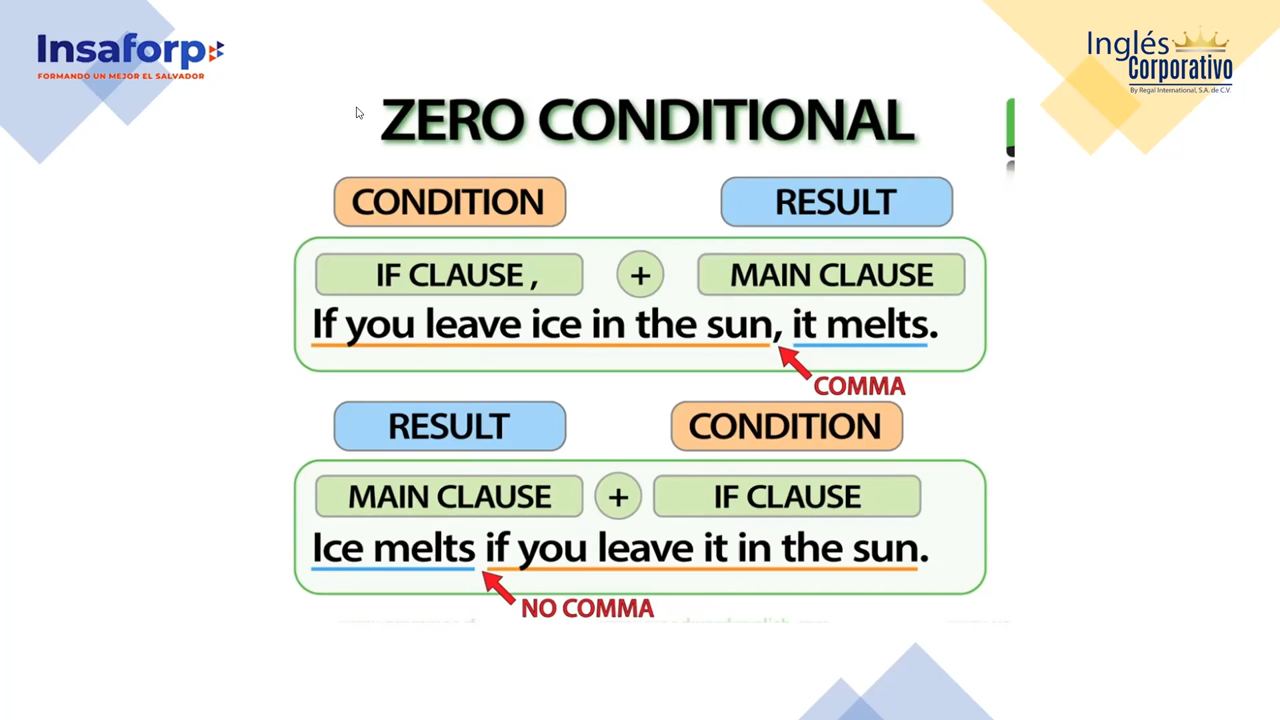 Insaforp
FORMANDO UN MEJOR EL SALVADOR
Inglés
Corporativo
By Regal International, S.A. de C.V.
ZERO CONDITIONAL
CONDITION
RESULT
IF CLAUSE ,
+
MAIN CLAUSE
If you leave ice in the sun, it melts.
COMMA
RESULT
CONDITION
MAIN CLAUSE
+
IF CLAUSE
Ice melts if you leave it in the sun.
NO COMMA